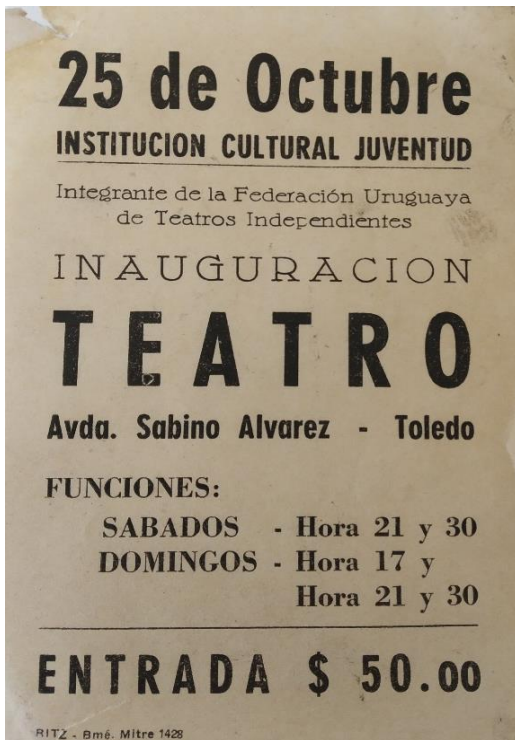 25 de Octubre
INSTITUCION CULTURAL JUVENTUD
Integrante de la Federación Uruguaya
de Teatros Independientes
INAUGURACION
TEATRO
Avda. Sabino Alvarez - Toledo
FUNCIONES:
SABADOS - Hora 21 y 30
DOMINGOS - Hora 17 y
Hora 21 y 30
ENTRADA $ 50.00
RITZ - Bmé. Mitre 1428